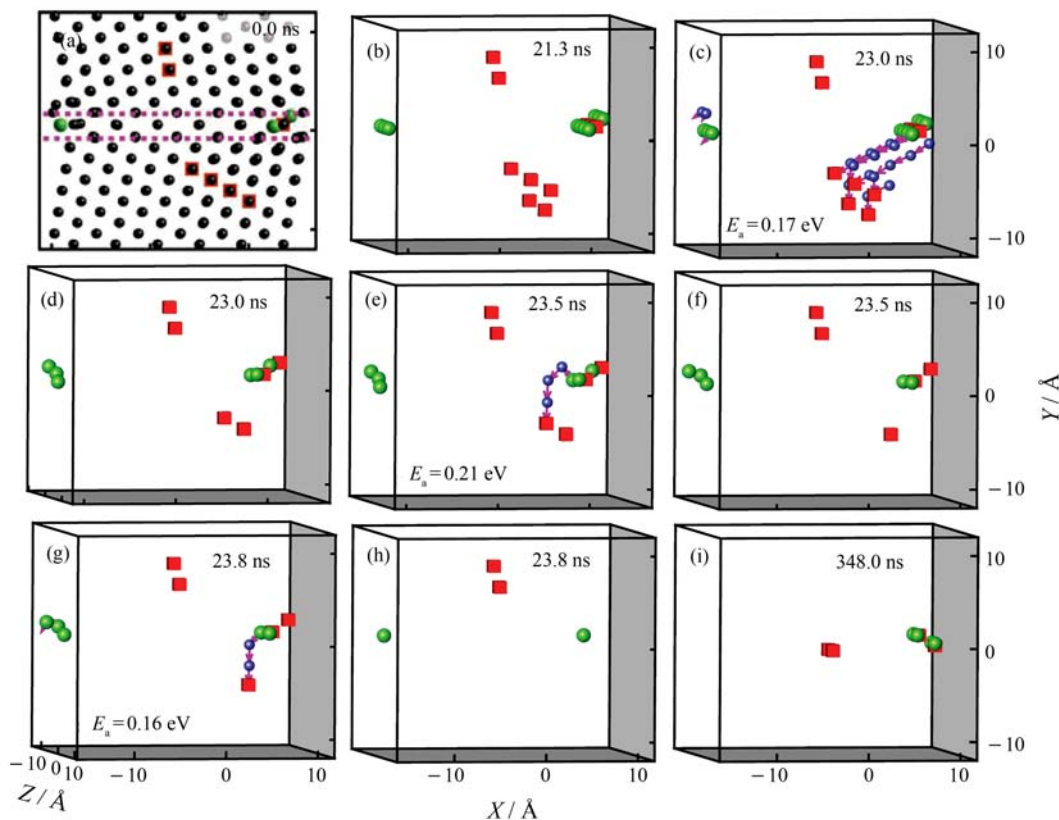 (a) 0.0 ns
(b) 21.3 ns
(c) 23.0 ns
10
0
−10
E_a = 0.17 eV
(d) 23.0 ns
(e) 23.5 ns
(f) 23.5 ns
10
0
−10
E_a = 0.21 eV
Y / Å
(g) 23.8 ns
(h) 23.8 ns
(i) 348.0 ns
10
0
−10
E_a = 0.16 eV
−10 0 10
−10 0 10
−10 0 10
−10 0 10
Z / Å
X / Å